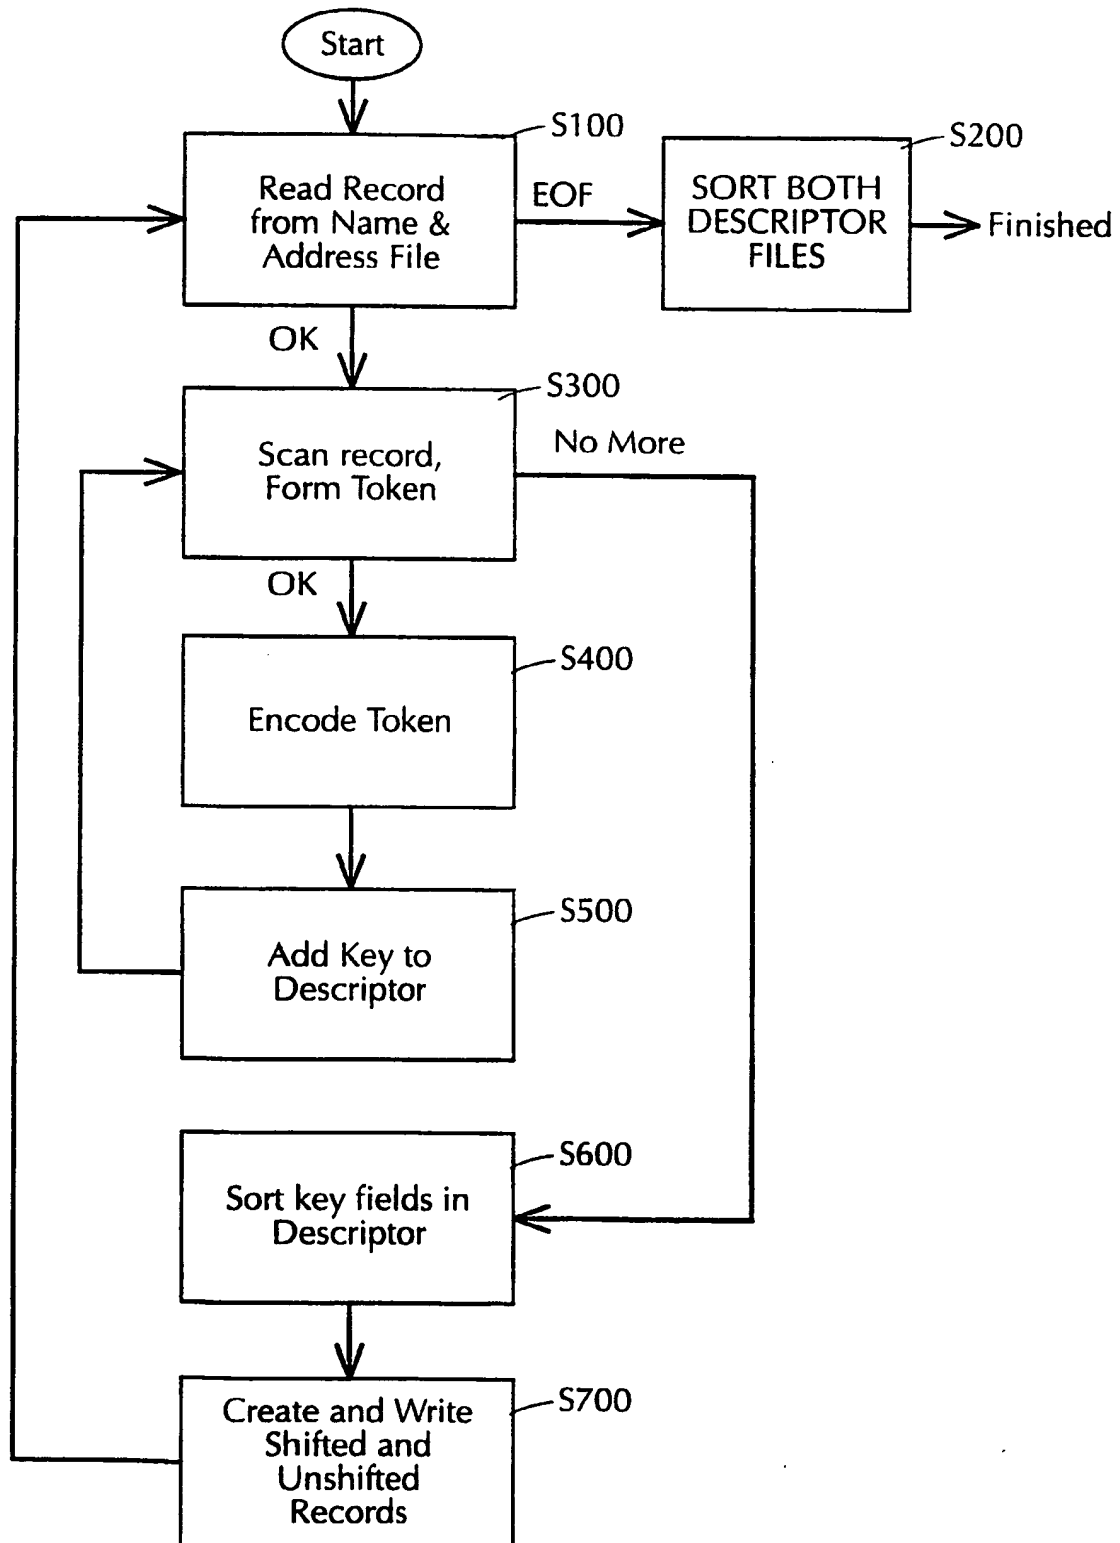 Start
S100
Read Record
from Name &
Address File
EOF
S200
SORT BOTH
DESCRIPTOR
FILES
Finished
OK
S300
Scan record,
Form Token
No More
OK
S400
Encode Token
S500
Add Key to
Descriptor
S600
Sort key fields in
Descriptor
S700
Create and Write
Shifted and
Unshifted
Records